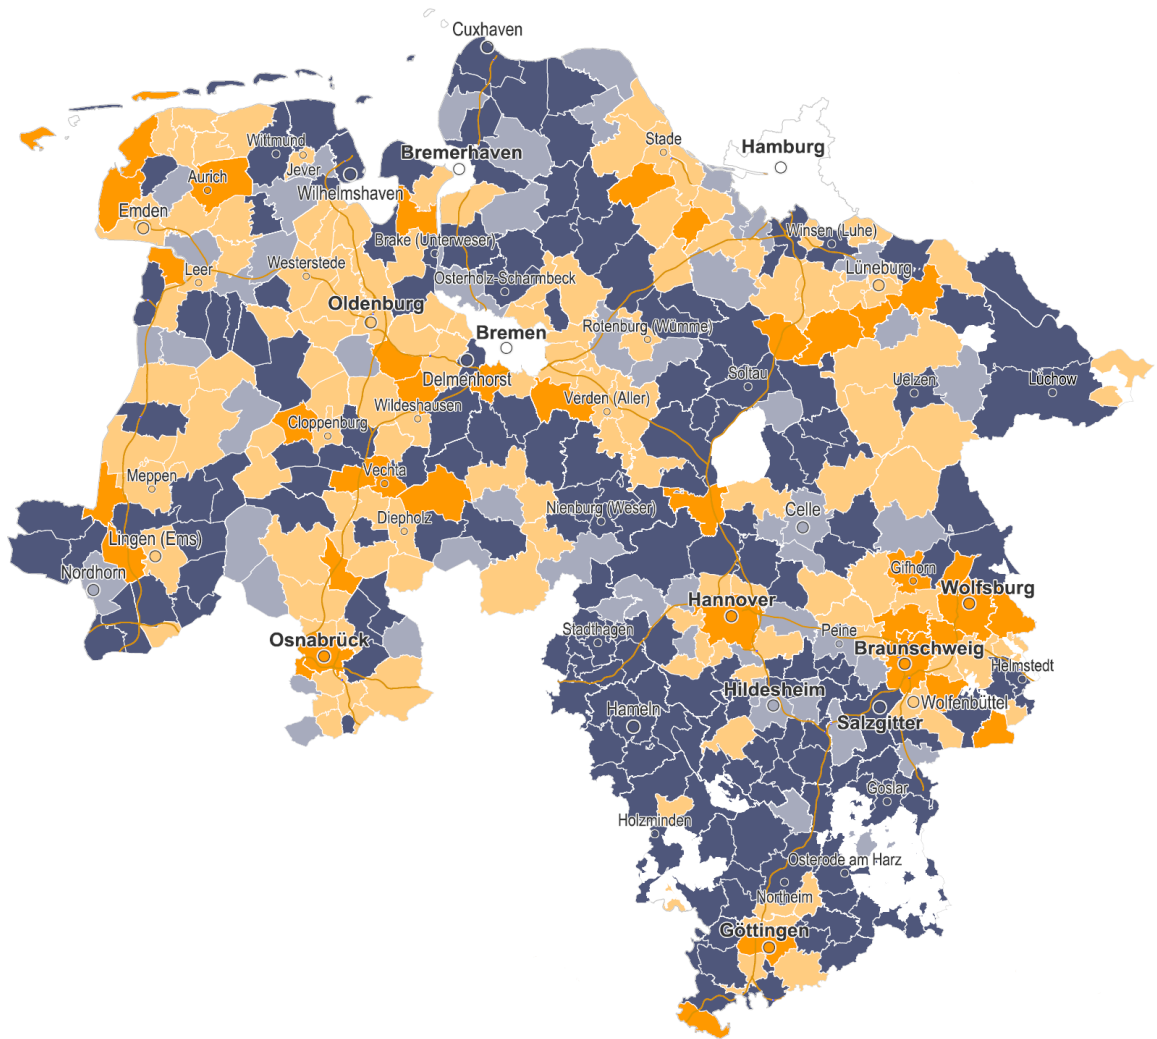 Cuxhaven
Stade
Hamburg
Wittmund
Bremerhaven
Jever
Aurich
Wilhelmshaven
Emden
Winsen (Luhe)
Brake (Unterweser)
Leer
Westerstede
Lüneburg
Osterholz-Scharmbeck
Oldenburg
Rotenburg (Wümme)
Bremen
Soltau
Delmenhorst
Uelzen
Lüchow
Wildeshausen
Verden (Aller)
Cloppenburg
Vechta
Meppen
Nienburg (Weser)
Celle
Diepholz
Lingen (Ems)
Gifhorn
Nordhorn
Wolfsburg
Hannover
Stadthagen
Peine
Osnabrück
Braunschweig
Helmstedt
Hildesheim
Wolfenbüttel
Hameln
Salzgitter
Goslar
Holzminden
Osterode am Harz
Northeim
Göttingen